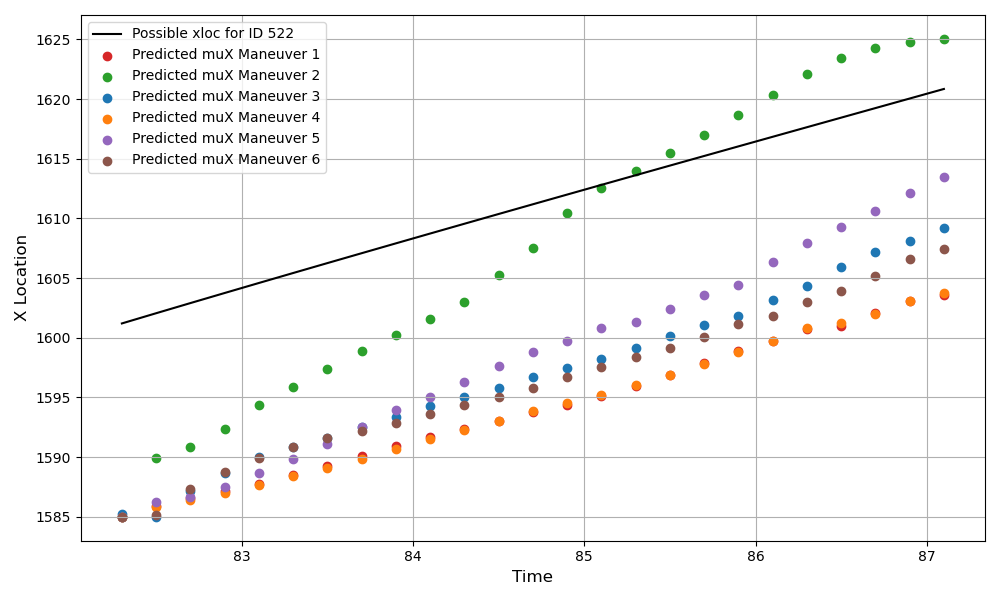 Possible xloc for ID 522
Predicted muX Maneuver 1
Predicted muX Maneuver 2
Predicted muX Maneuver 3
Predicted muX Maneuver 4
Predicted muX Maneuver 5
Predicted muX Maneuver 6
1625
1620
1615
1610
1605
1600
1595
1590
1585
X Location
83 84 85 86 87
Time